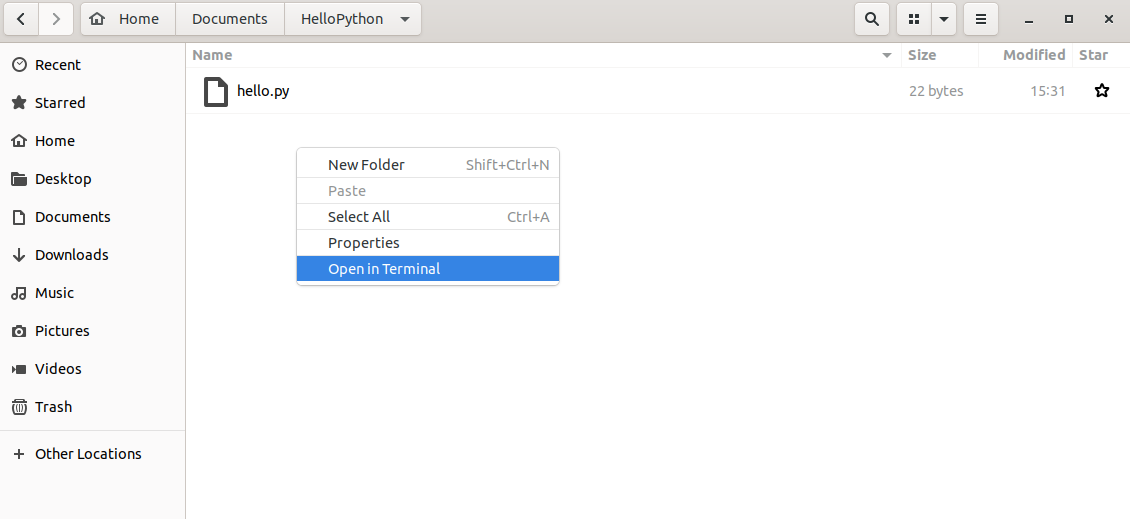 Home Documents HelloPython
Name Size Modified Star
Recent
Starred
Home
Desktop
Documents
Downloads
Music
Pictures
Videos
Trash
Other Locations
hello.py 22 bytes 15:31
New Folder Shift+Ctrl+N
Paste
Select All Ctrl+A
Properties
Open in Terminal